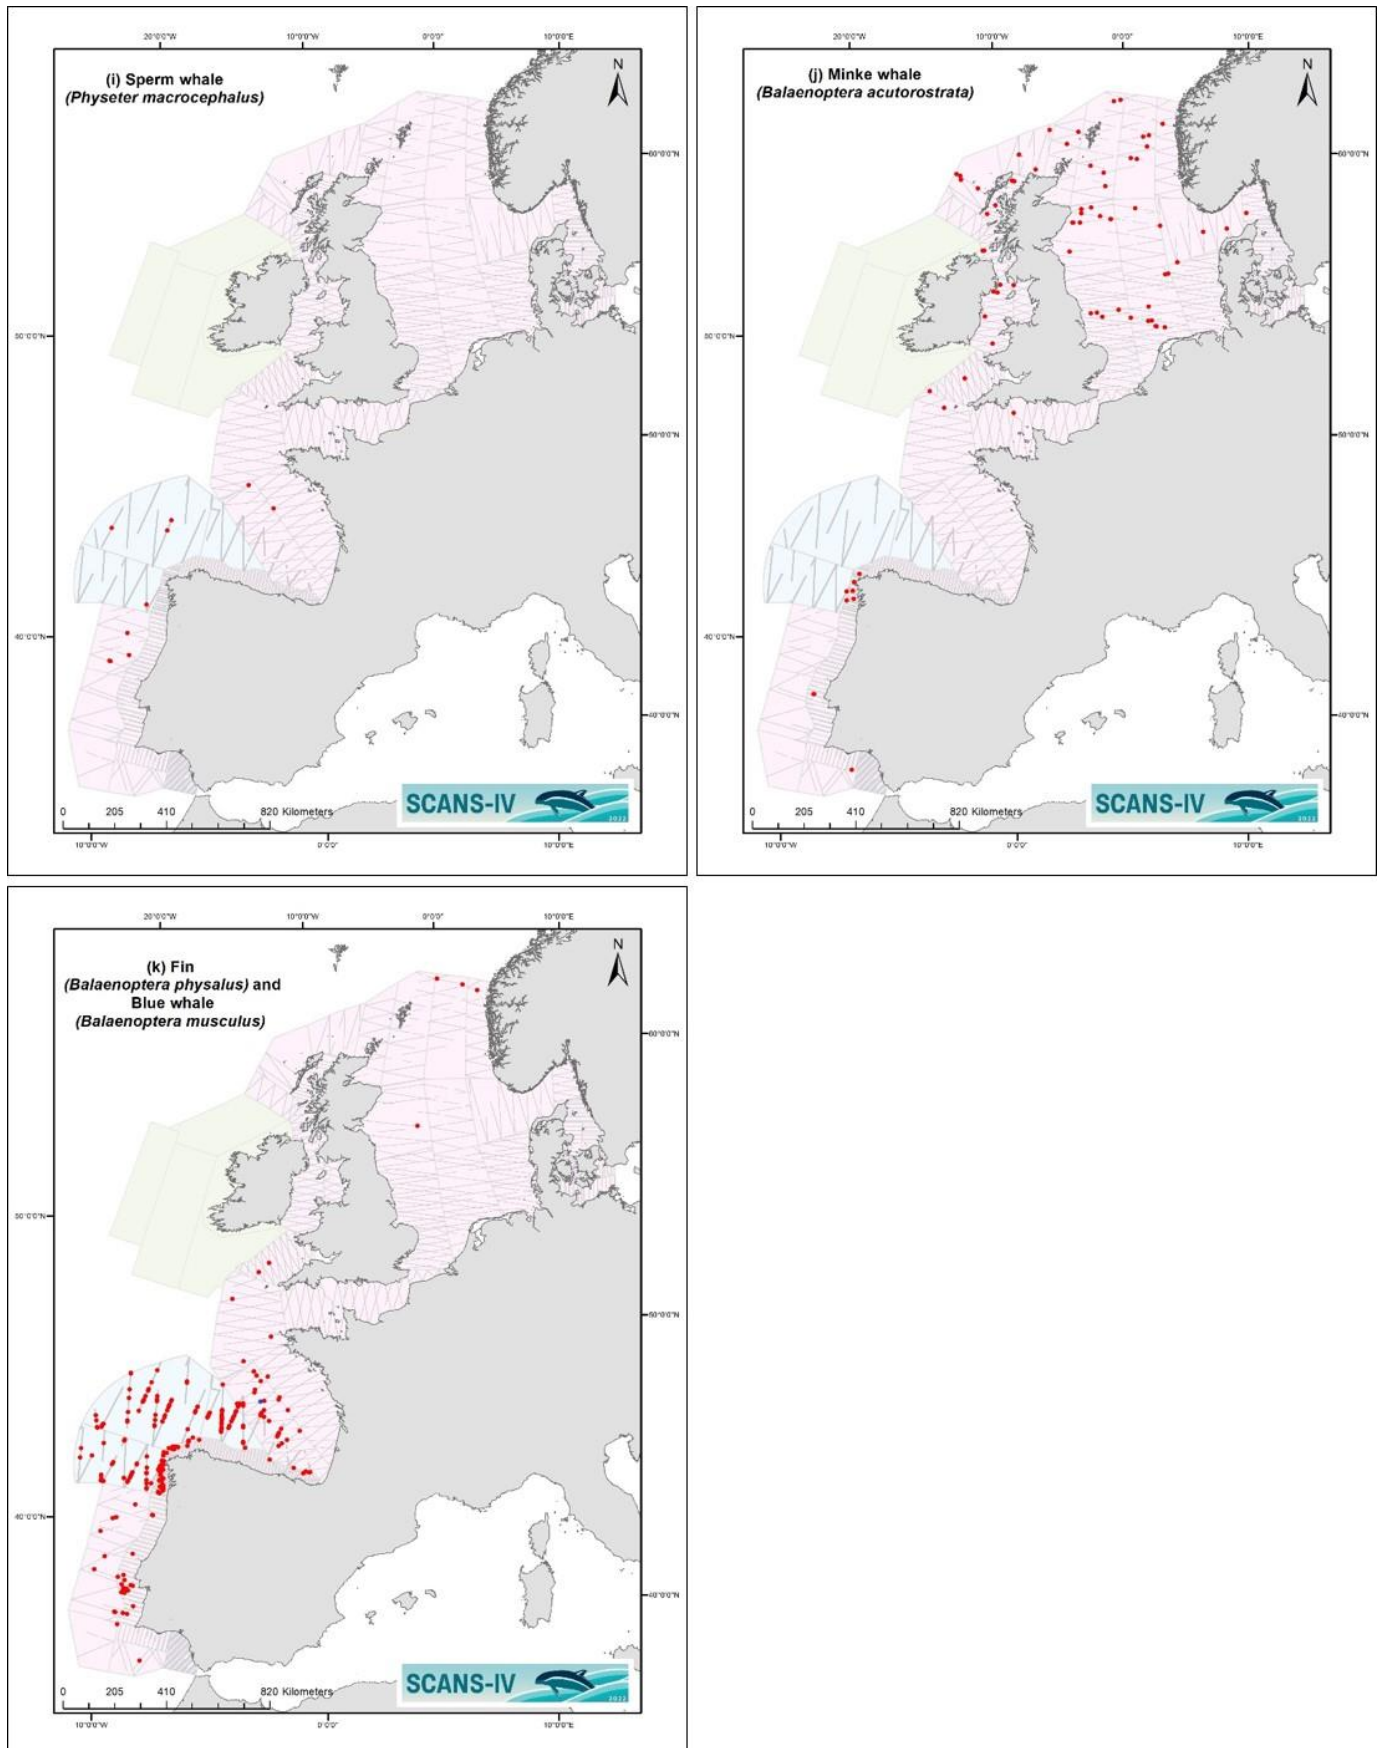 20°0'0"W 10°0'0"W 0°0'0" 10°0'0"E
(i) Sperm whale
(Physeter macrocephalus)
N
60°0'0"N
50°0'0"N
50°0'0"N
40°0'0"N
40°0'0"N
SCANS-IV
2022
0 205 410 820 Kilometers
10°0'0"W 0°0'0" 10°0'0"E
20°0'0"W 10°0'0"W 0°0'0" 10°0'0"E
(j) Minke whale
(Balaenoptera acutorostrata)
N
60°0'0"N
50°0'0"N
50°0'0"N
40°0'0"N
40°0'0"N
SCANS-IV
2022
0 205 410 820 Kilometers
10°0'0"W 0°0'0" 10°0'0"E
20°0'0"W 10°0'0"W 0°0'0" 10°0'0"E
(k) Fin
(Balaenoptera physalus) and
Blue whale
(Balaenoptera musculus)
N
60°0'0"N
50°0'0"N
50°0'0"N
40°0'0"N
40°0'0"N
SCANS-IV
2022
0 205 410 820 Kilometers
10°0'0"W 0°0'0" 10°0'0"E